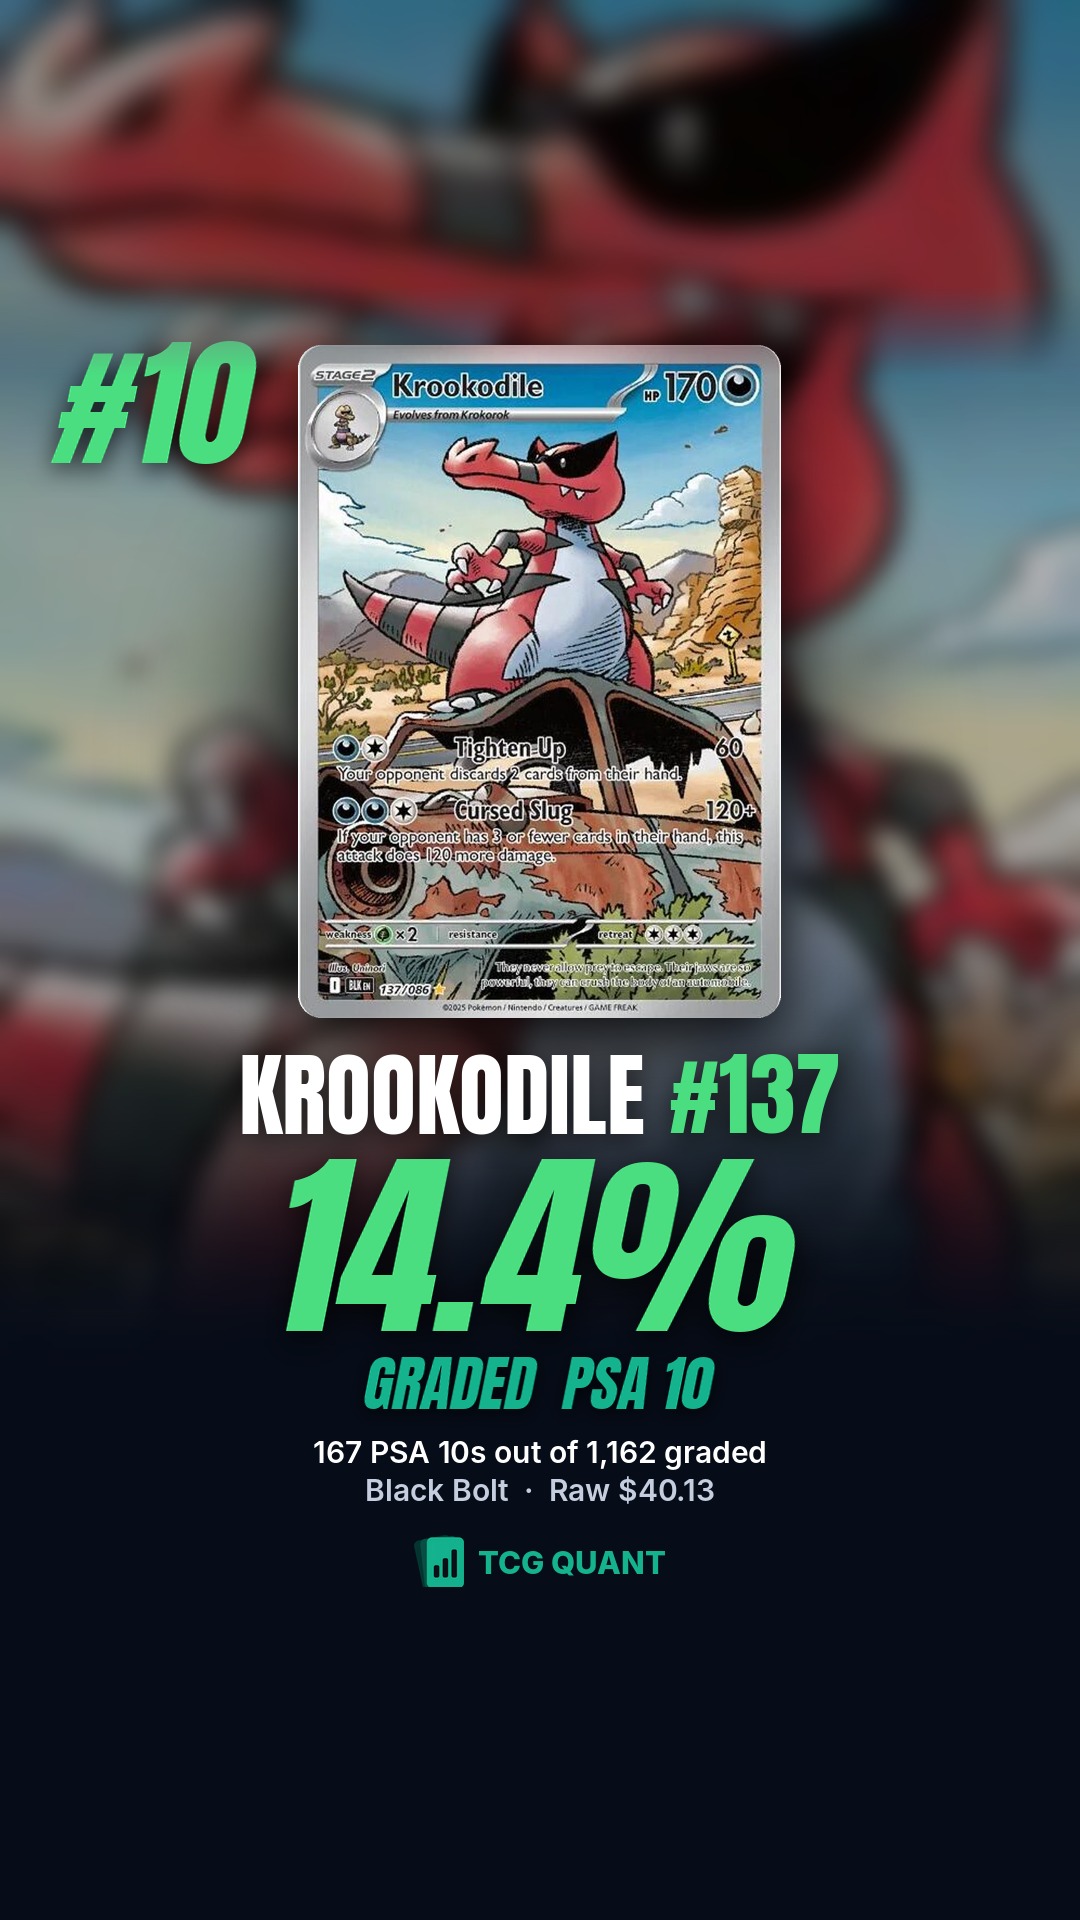 #10
STAGE2 Krookodile HP 170
Evolves from Krokorok
Tighten Up 60
Your opponent discards 2 cards from their hand.
Cursed Slug 120+
If your opponent has 3 or fewer cards in their hand, this
attack does 120 more damage.
weakness ×2 resistance retreat
Illus. Uninori
They never allow prey to escape. Their jaws are so
powerful, they can crush the body of an automobile.
I BLK EN 137/086
©2025 Pokémon / Nintendo / Creatures / GAME FREAK
KROOKODILE #137
14.4%
GRADED PSA 10
167 PSA 10s out of 1,162 graded
Black Bolt · Raw $40.13
TCG QUANT